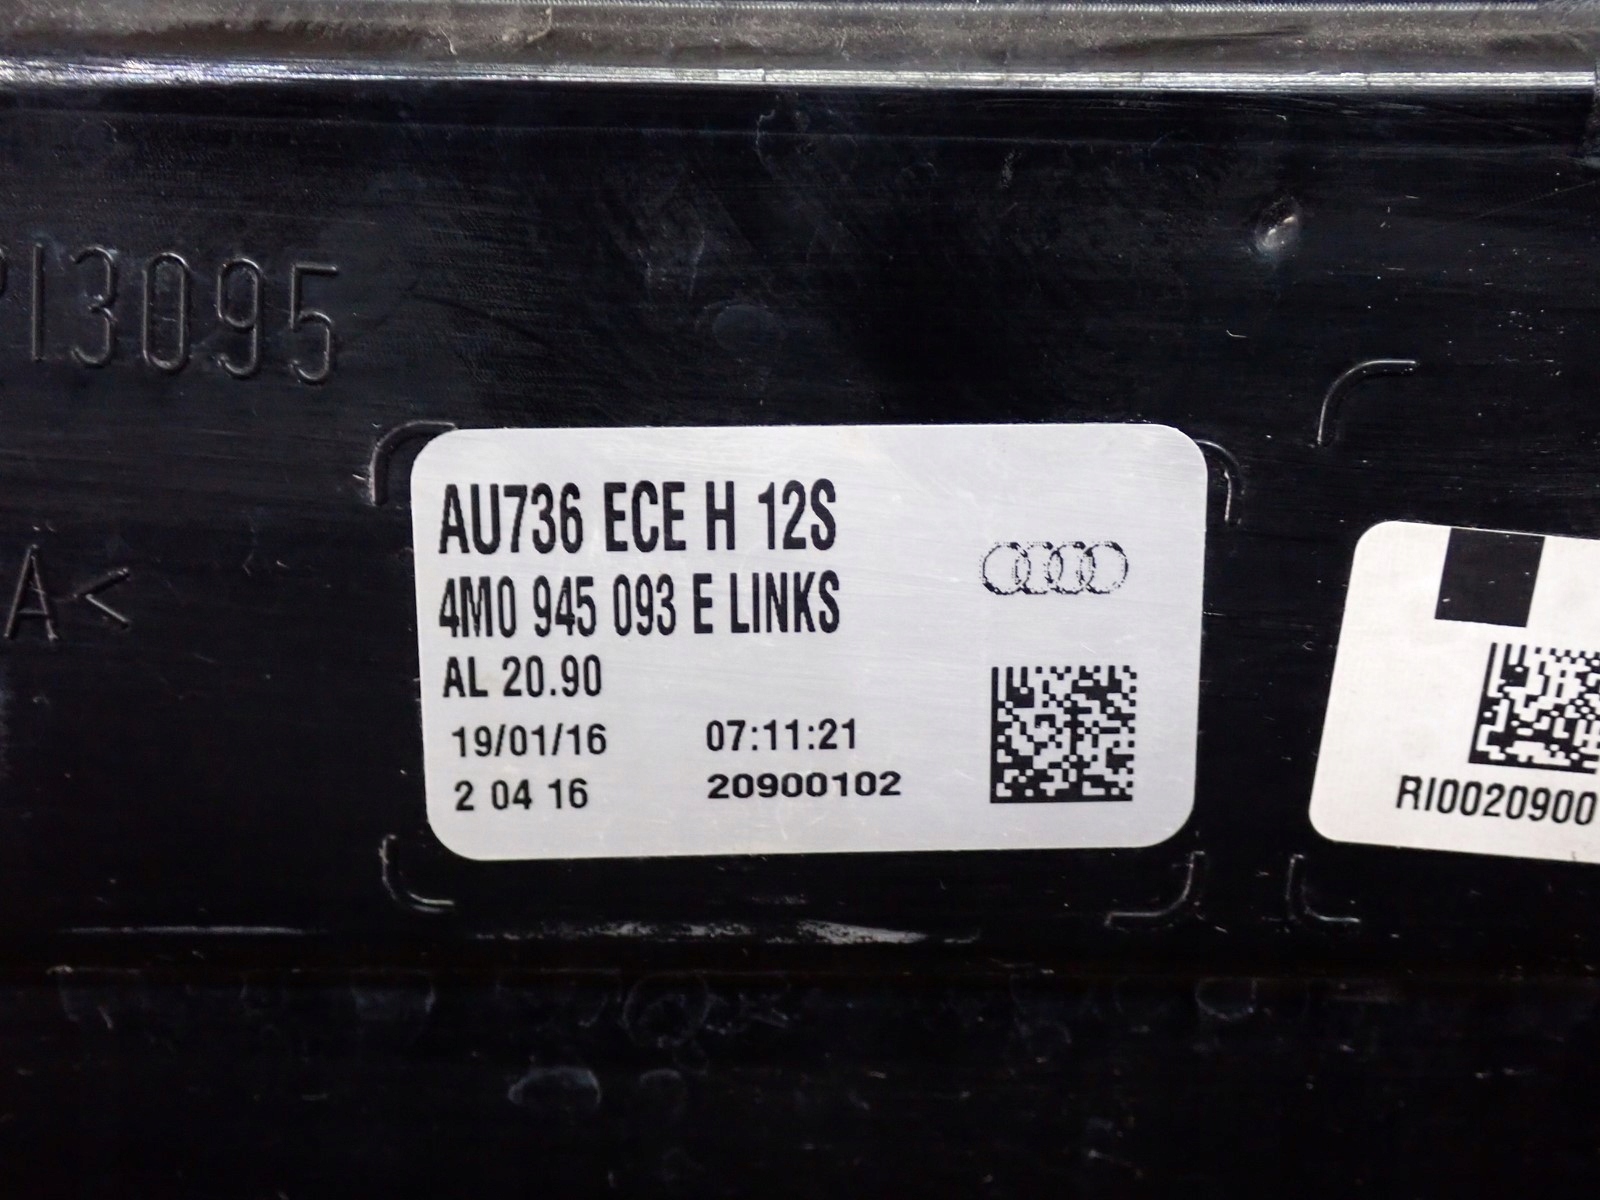 13095
A<
AU736 ECE H 12S
4M0 945 093 E LINKS
AL 20.90
19/01/16 07:11:21
2 04 16 20900102
RI0020900